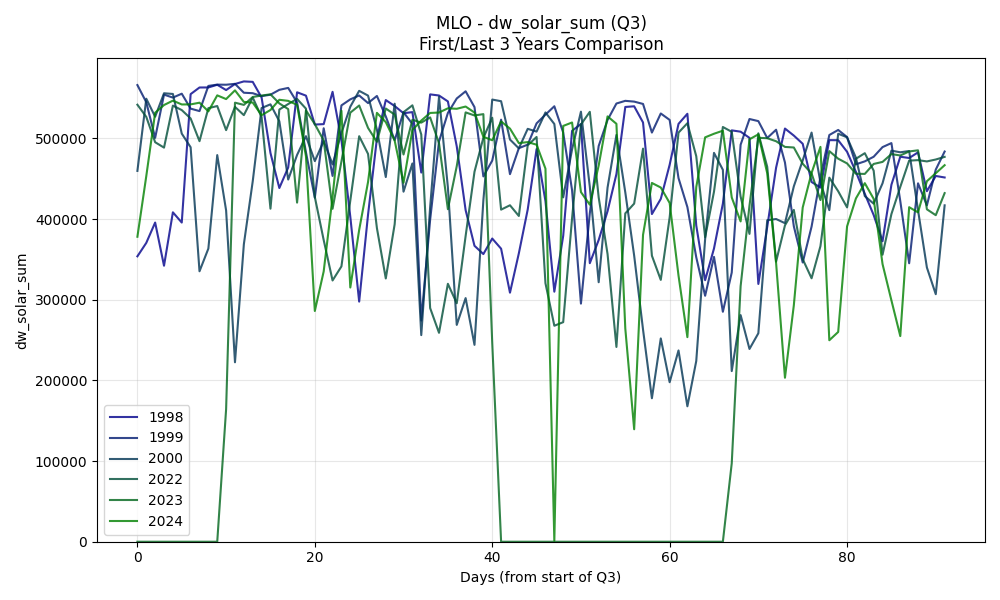 MLO - dw_solar_sum (Q3)
First/Last 3 Years Comparison
dw_solar_sum
500000
400000
300000
200000
100000
0
1998
1999
2000
2022
2023
2024
0 20 40 60 80
Days (from start of Q3)